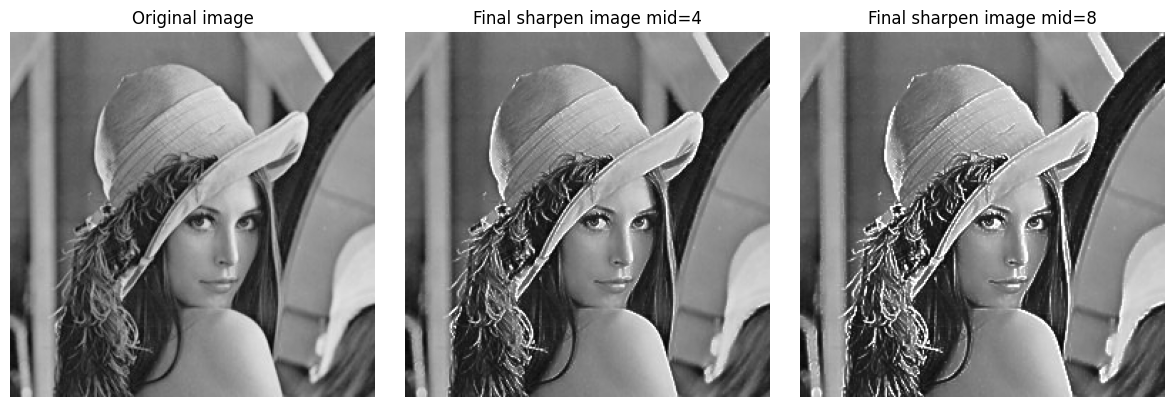 Original image
Final sharpen image mid=4
Final sharpen image mid=8